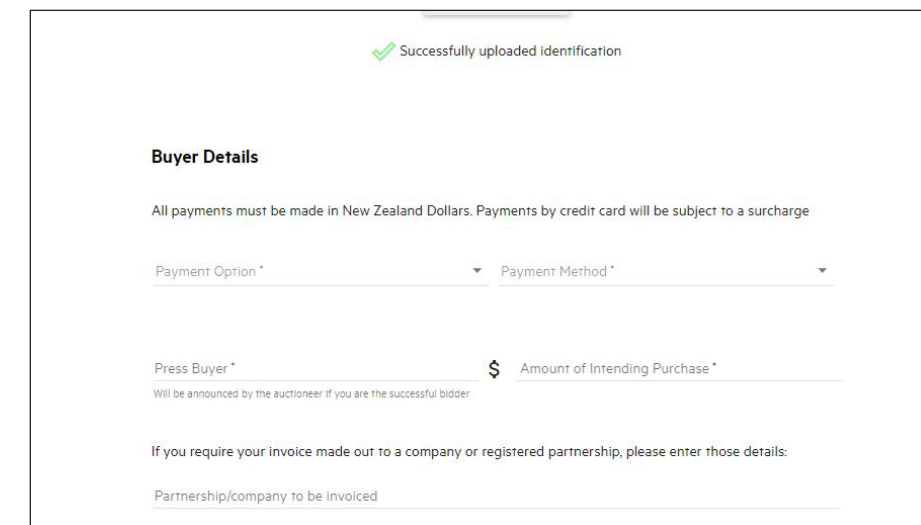 Successfully uploaded identification
Buyer Details
All payments must be made in New Zealand Dollars. Payments by credit card will be subject to a surcharge
Payment Option *
Payment Method *
Press Buyer *
$ Amount of Intending Purchase *
Will be announced by the auctioneer if you are the successful bidder
If you require your invoice made out to a company or registered partnership, please enter those details:
Partnership/company to be invoiced